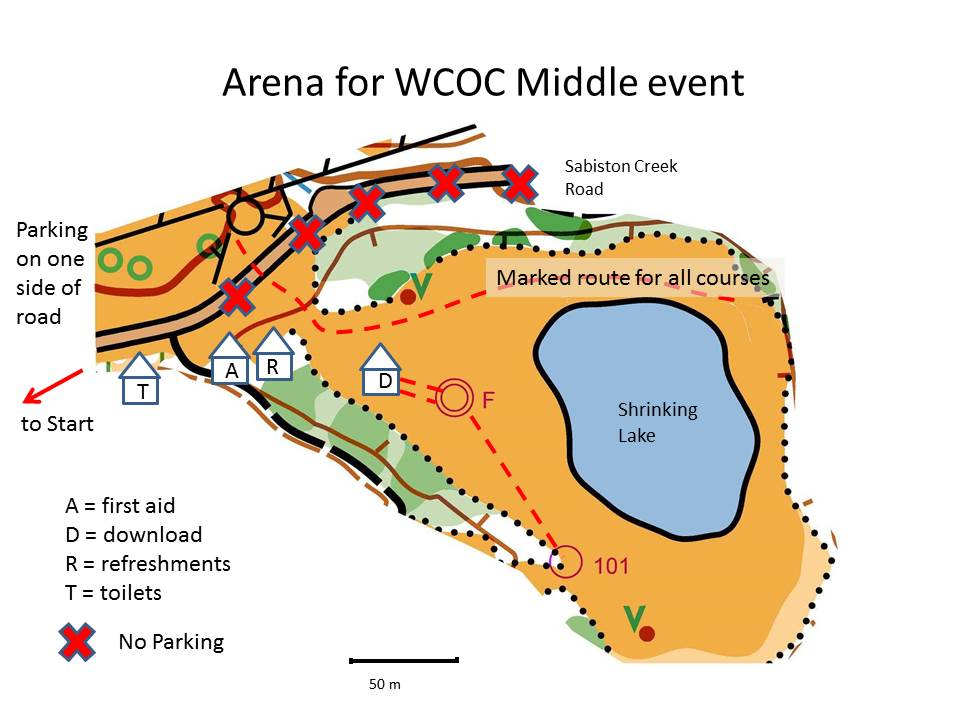 Arena for WCOC Middle event
Sabiston Creek
Road
Parking
on one
side of
road
Marked route for all courses
A
R
T
D
F
to Start
Shrinking
Lake
A = first aid
D = download
R = refreshments
T = toilets
101
No Parking
50 m